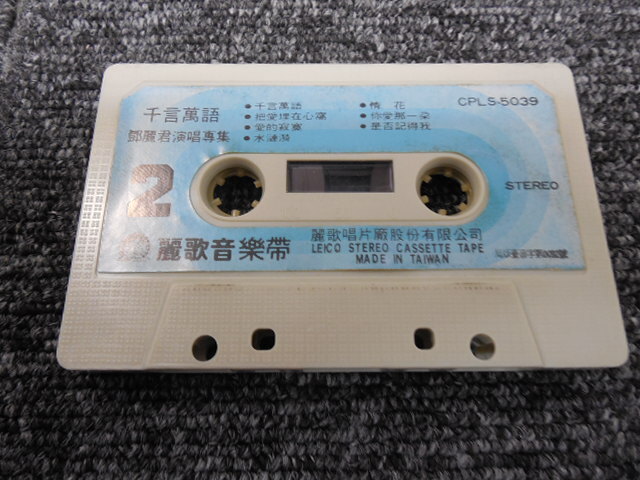 千言萬語
鄧麗君演唱專集
2
• 千言萬語
• 把愛埋在心窩
• 愛的寂寞
• 水漣漪
• 情花
• 你愛那一朵
• 是否記得我
CPLS-5039
STEREO
麗歌音樂帶
麗歌唱片廠股份有限公司
LEICO STEREO CASSETTE TAPE
MADE IN TAIWAN